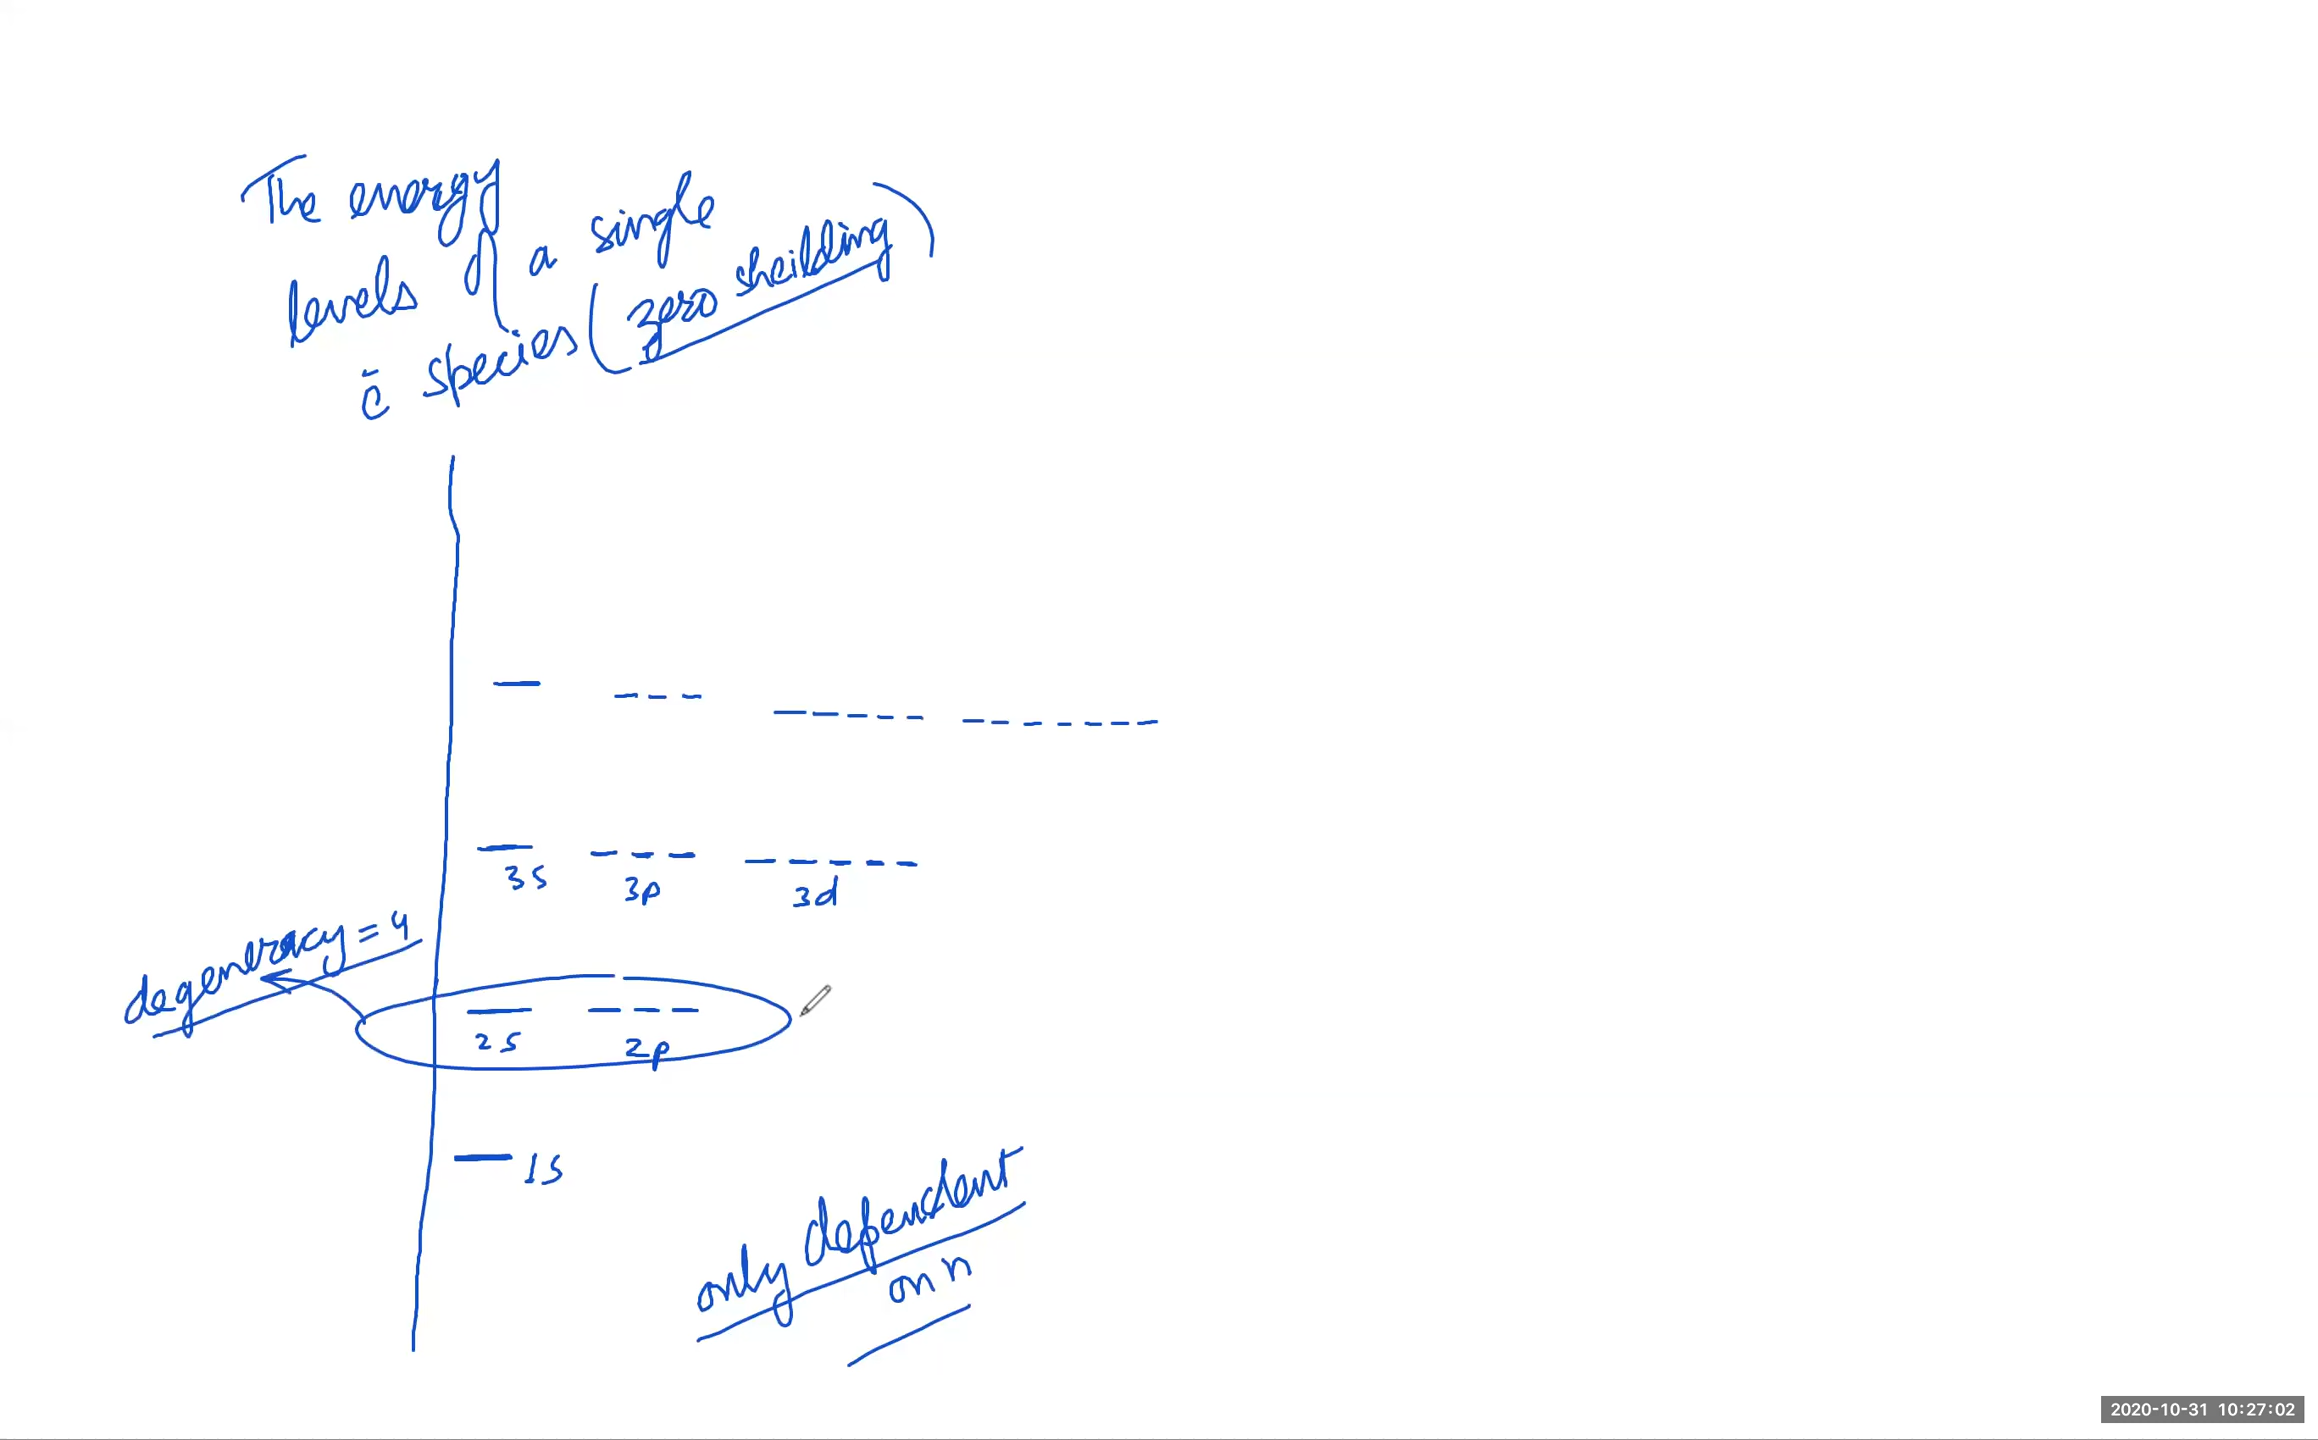 The energy
levels of a single
ē species (zero sheilding)
3s 3p 3d
degeneracy = 4
2s 2p
1s
only dependent
on n
2020-10-31 10:27:02